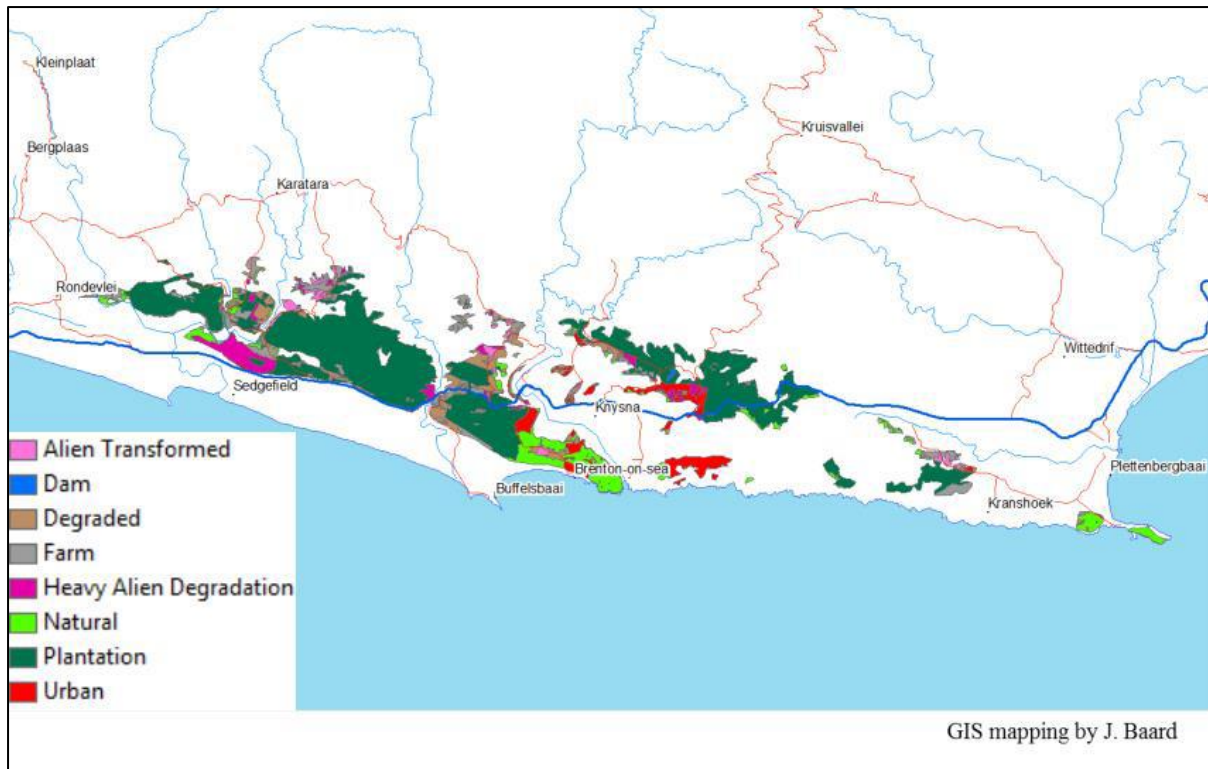 Kleinplaat
Kruisvallei
Bergplaas
Karatara
Rondevlei
Wittedrif
Sedgefield
Knysna
Brenton-on-sea
Plettenbergbaai
Buffelsbaai
Kranshoek
Alien Transformed
Dam
Degraded
Farm
Heavy Alien Degradation
Natural
Plantation
Urban
GIS mapping by J. Baard